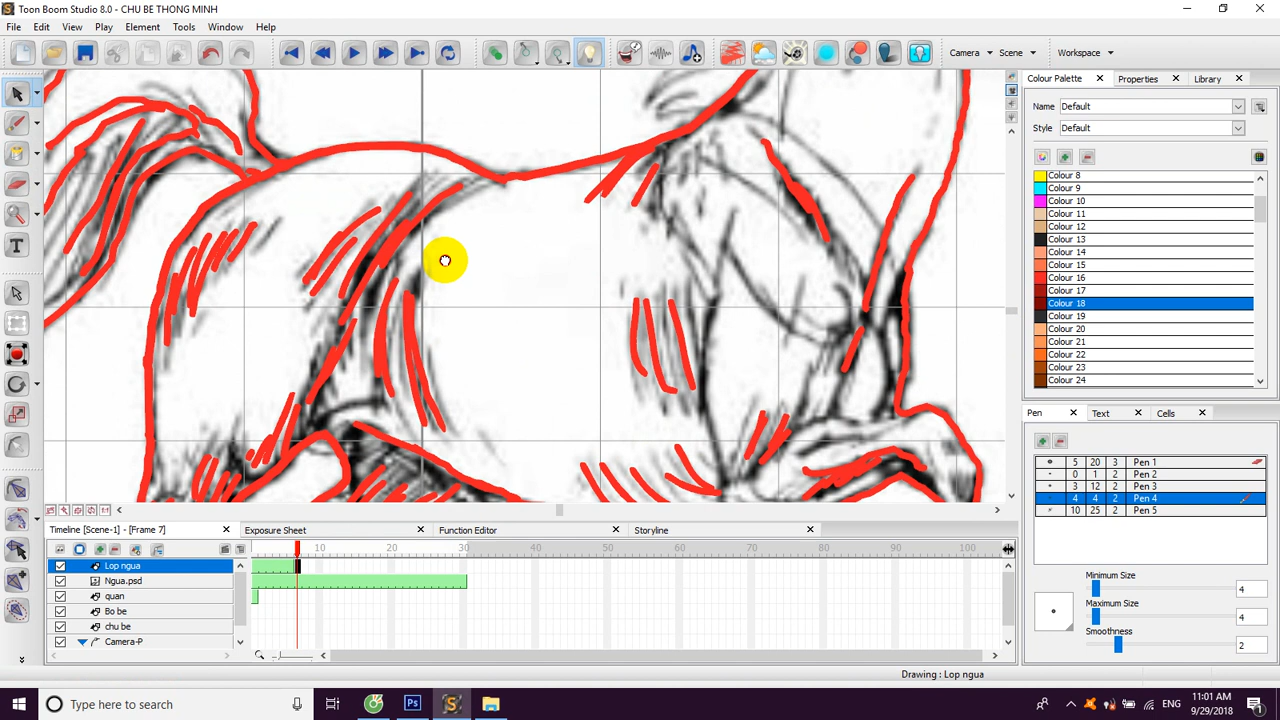 Toon Boom Studio 8.0 - CHU BE THONG MINH
File Edit View Play Element Tools Window Help
Camera Scene Workspace
Colour Palette Properties Library
Name Default
Style Default
Colour 8
Colour 9
Colour 10
Colour 11
Colour 12
Colour 13
Colour 14
Colour 15
Colour 16
Colour 17
Colour 18
Colour 19
Colour 20
Colour 21
Colour 22
Colour 23
Colour 24
Pen Text Cells
5 20 3 Pen 1
0 1 2 Pen 2
3 12 2 Pen 3
4 4 2 Pen 4
10 25 2 Pen 5
Minimum Size
4
Maximum Size
4
Smoothness
2
Timeline [Scene-1] - [Frame 7] Exposure Sheet Function Editor Storyline
10 20 30 40 50 60 70 80 90 100
Lop ngua
Ngua.psd
quan
Bo be
chu be
Camera-P
Drawing : Lop ngua
Type here to search
11:01 AM
9/29/2018